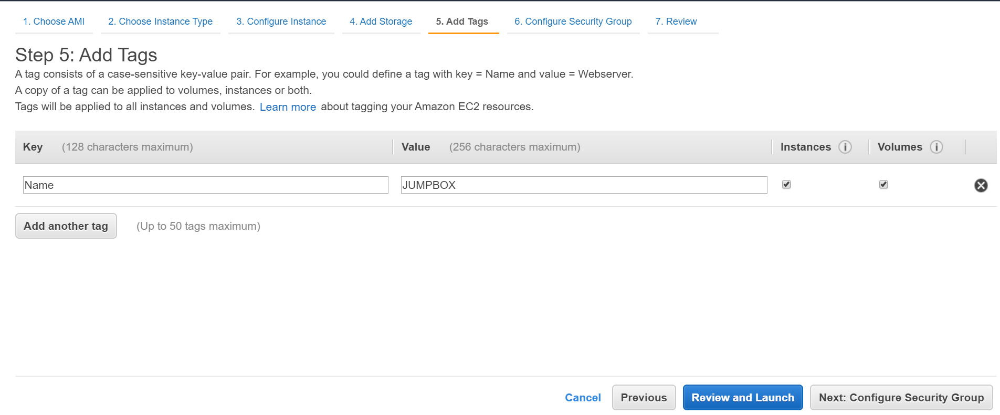 1. Choose AMI 2. Choose Instance Type 3. Configure Instance 4. Add Storage 5. Add Tags 6. Configure Security Group 7. Review
Step 5: Add Tags
A tag consists of a case-sensitive key-value pair. For example, you could define a tag with key = Name and value = Webserver.
A copy of a tag can be applied to volumes, instances or both.
Tags will be applied to all instances and volumes. Learn more about tagging your Amazon EC2 resources.
Key (128 characters maximum) Value (256 characters maximum) Instances i Volumes i
Name JUMPBOX
Add another tag (Up to 50 tags maximum)
Cancel Previous Review and Launch Next: Configure Security Group